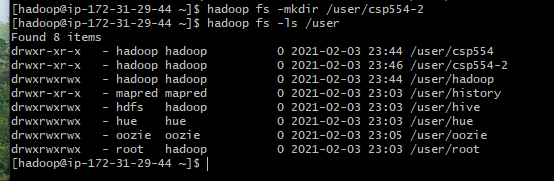 [hadoop@ip-172-31-29-44 ~]$ hadoop fs -mkdir /user/csp554-2
[hadoop@ip-172-31-29-44 ~]$ hadoop fs -ls /user
Found 8 items
drwxr-xr-x - hadoop hadoop 0 2021-02-03 23:44 /user/csp554
drwxr-xr-x - hadoop hadoop 0 2021-02-03 23:46 /user/csp554-2
drwxrwxrwx - hadoop hadoop 0 2021-02-03 23:44 /user/hadoop
drwxr-xr-x - mapred mapred 0 2021-02-03 23:03 /user/history
drwxrwxrwx - hdfs hadoop 0 2021-02-03 23:03 /user/hive
drwxrwxrwx - hue hue 0 2021-02-03 23:03 /user/hue
drwxrwxrwx - oozie oozie 0 2021-02-03 23:05 /user/oozie
drwxrwxrwx - root hadoop 0 2021-02-03 23:03 /user/root
[hadoop@ip-172-31-29-44 ~]$